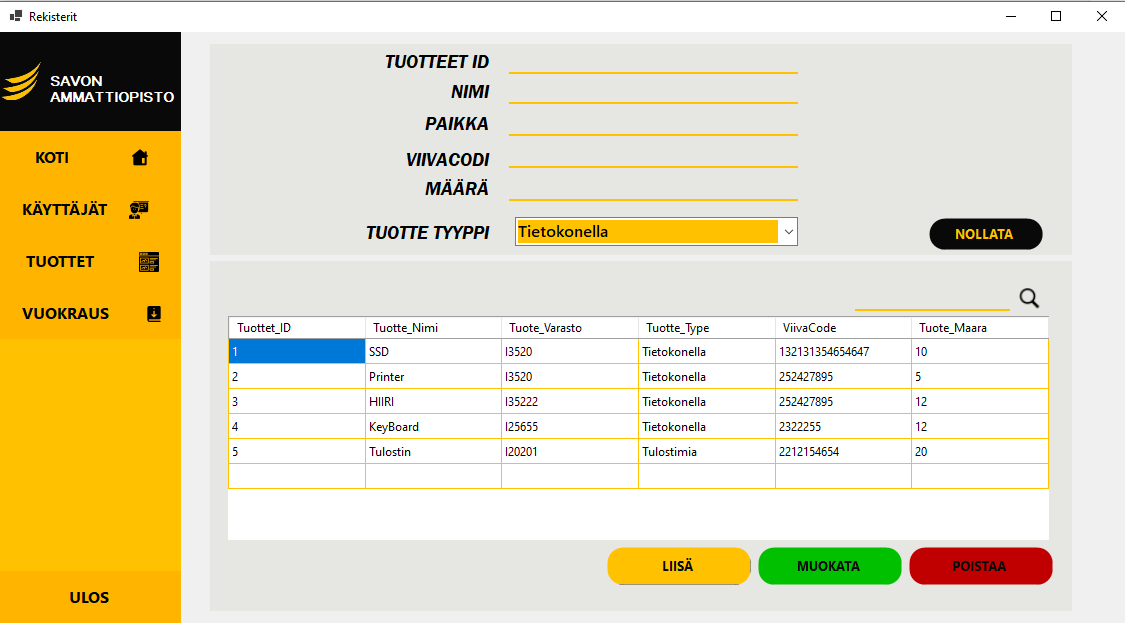 Rekisterit
SAVON
AMMATTIOPISTO
KOTI
KÄYTTÄJÄT
TUOTTET
VUOKRAUS
ULOS
TUOTTEET ID
NIMI
PAIKKA
VIIVACODI
MÄÄRÄ
TUOTTE TYYPPI Tietokonella
NOLLATA
Tuottet_ID Tuotte_Nimi Tuote_Varasto Tuotte_Type ViivaCode Tuote_Maara
1 SSD I3520 Tietokonella 132131354654647 10
2 Printer I3520 Tietokonella 252427895 5
3 HIIRI I35222 Tietokonella 252427895 12
4 KeyBoard I25655 Tietokonella 2322255 12
5 Tulostin I20201 Tulostimia 2212154654 20
LIISÄ MUOKATA POISTAA